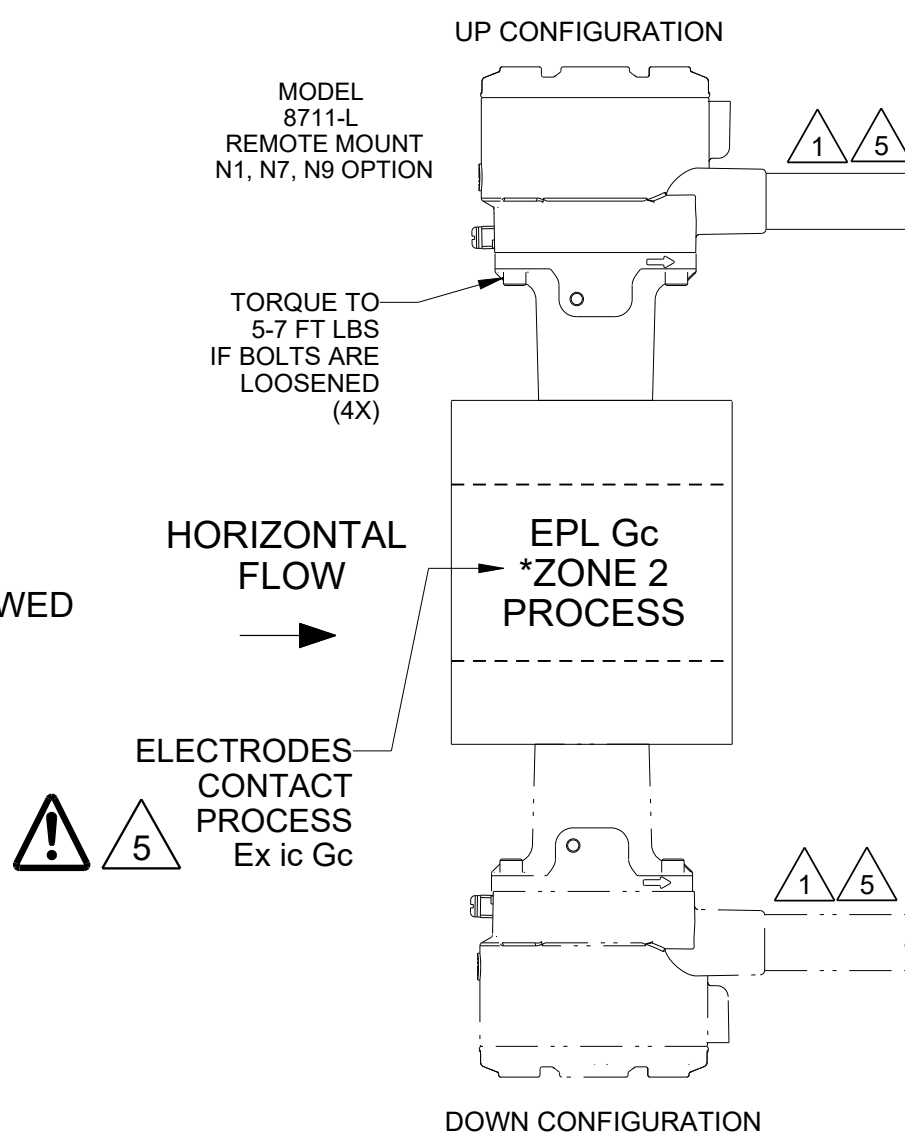 UP CONFIGURATION
MODEL
8711-L
REMOTE MOUNT
N1, N7, N9 OPTION
1
5
TORQUE TO
5-7 FT LBS
IF BOLTS ARE
LOOSENED
(4X)
HORIZONTAL
FLOW
EPL Gc
*ZONE 2
PROCESS
WED
ELECTRODES
CONTACT
PROCESS
Ex ic Gc
!
5
1
5
DOWN CONFIGURATION